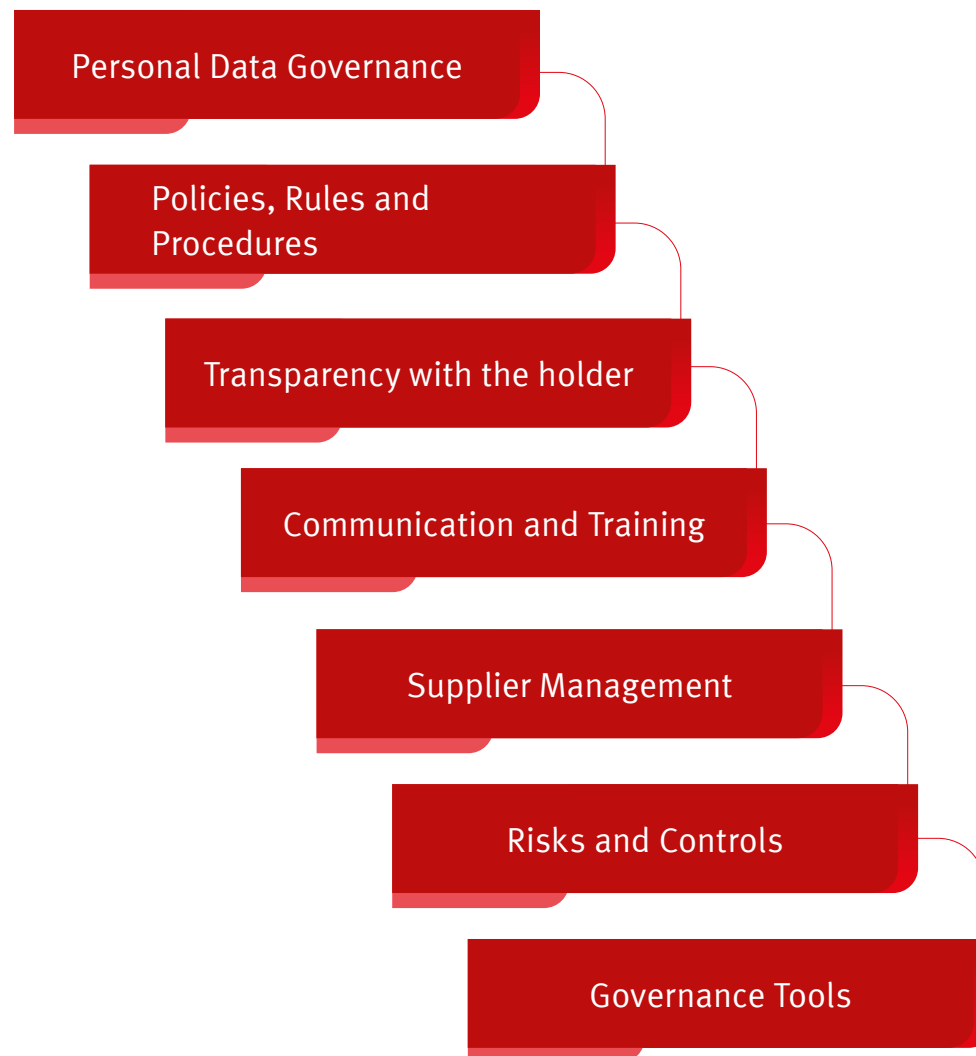 Personal Data Governance
Policies, Rules and
Procedures
Transparency with the holder
Communication and Training
Supplier Management
Risks and Controls
Governance Tools